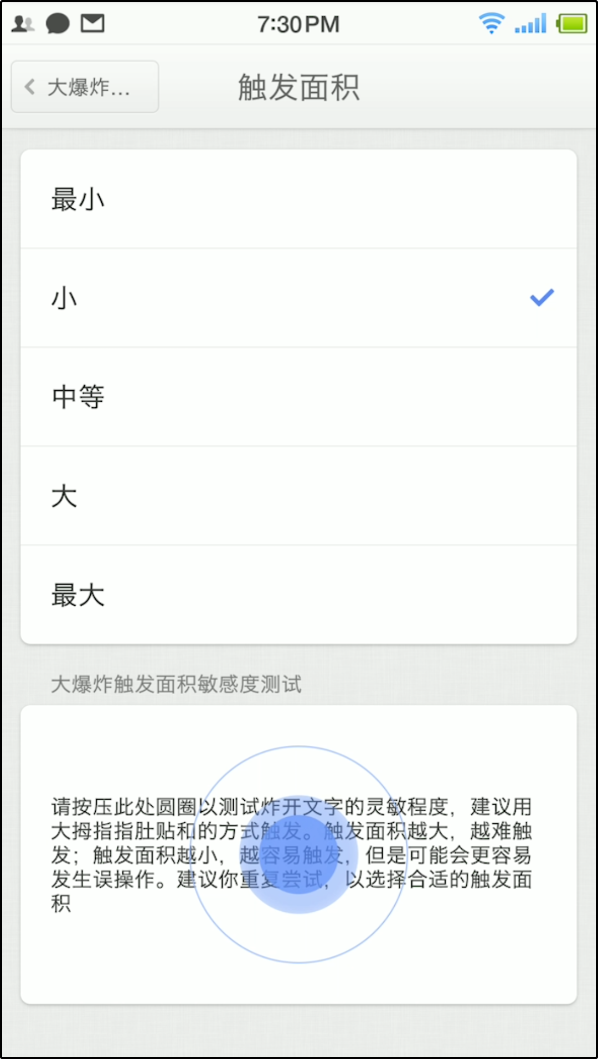 7:30PM
大爆炸...
触发面积
最小
小
中等
大
最大
大爆炸触发面积敏感度测试
请按压此处圆圈以测试炸开文字的灵敏程度，建议用
大拇指指肚贴和的方式触发。触发面积越大，越难触
发；触发面积越小，越容易触发，但是可能会更容易
发生误操作。建议你重复尝试，以选择合适的触发面
积